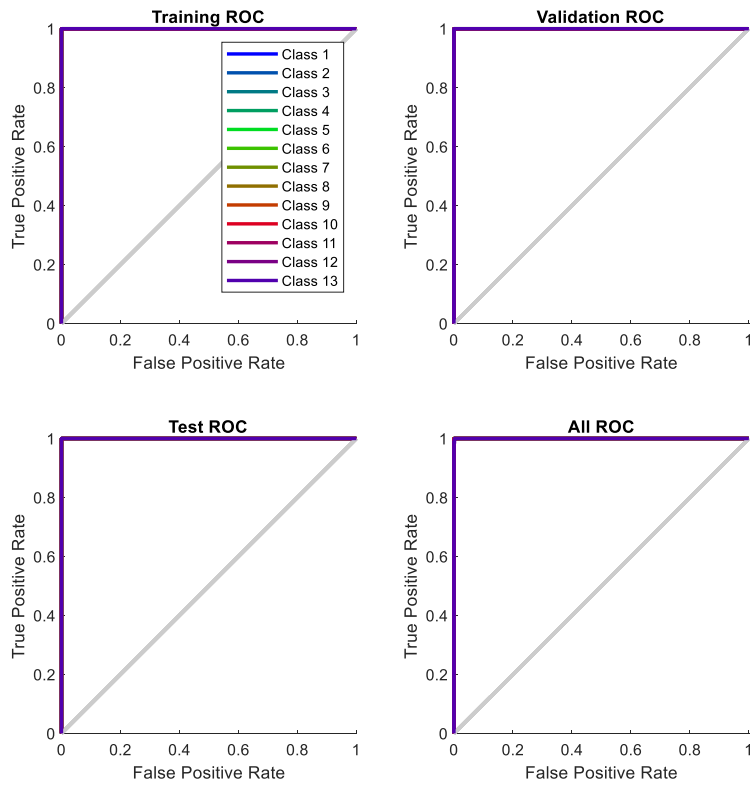 Training ROC
1
0.8
0.6
0.4
0.2
0
True Positive Rate
Class 1
Class 2
Class 3
Class 4
Class 5
Class 6
Class 7
Class 8
Class 9
Class 10
Class 11
Class 12
Class 13
0 0.2 0.4 0.6 0.8 1
False Positive Rate
Validation ROC
1
0.8
0.6
0.4
0.2
0
True Positive Rate
0 0.2 0.4 0.6 0.8 1
False Positive Rate
Test ROC
1
0.8
0.6
0.4
0.2
0
True Positive Rate
0 0.2 0.4 0.6 0.8 1
False Positive Rate
All ROC
1
0.8
0.6
0.4
0.2
0
True Positive Rate
0 0.2 0.4 0.6 0.8 1
False Positive Rate